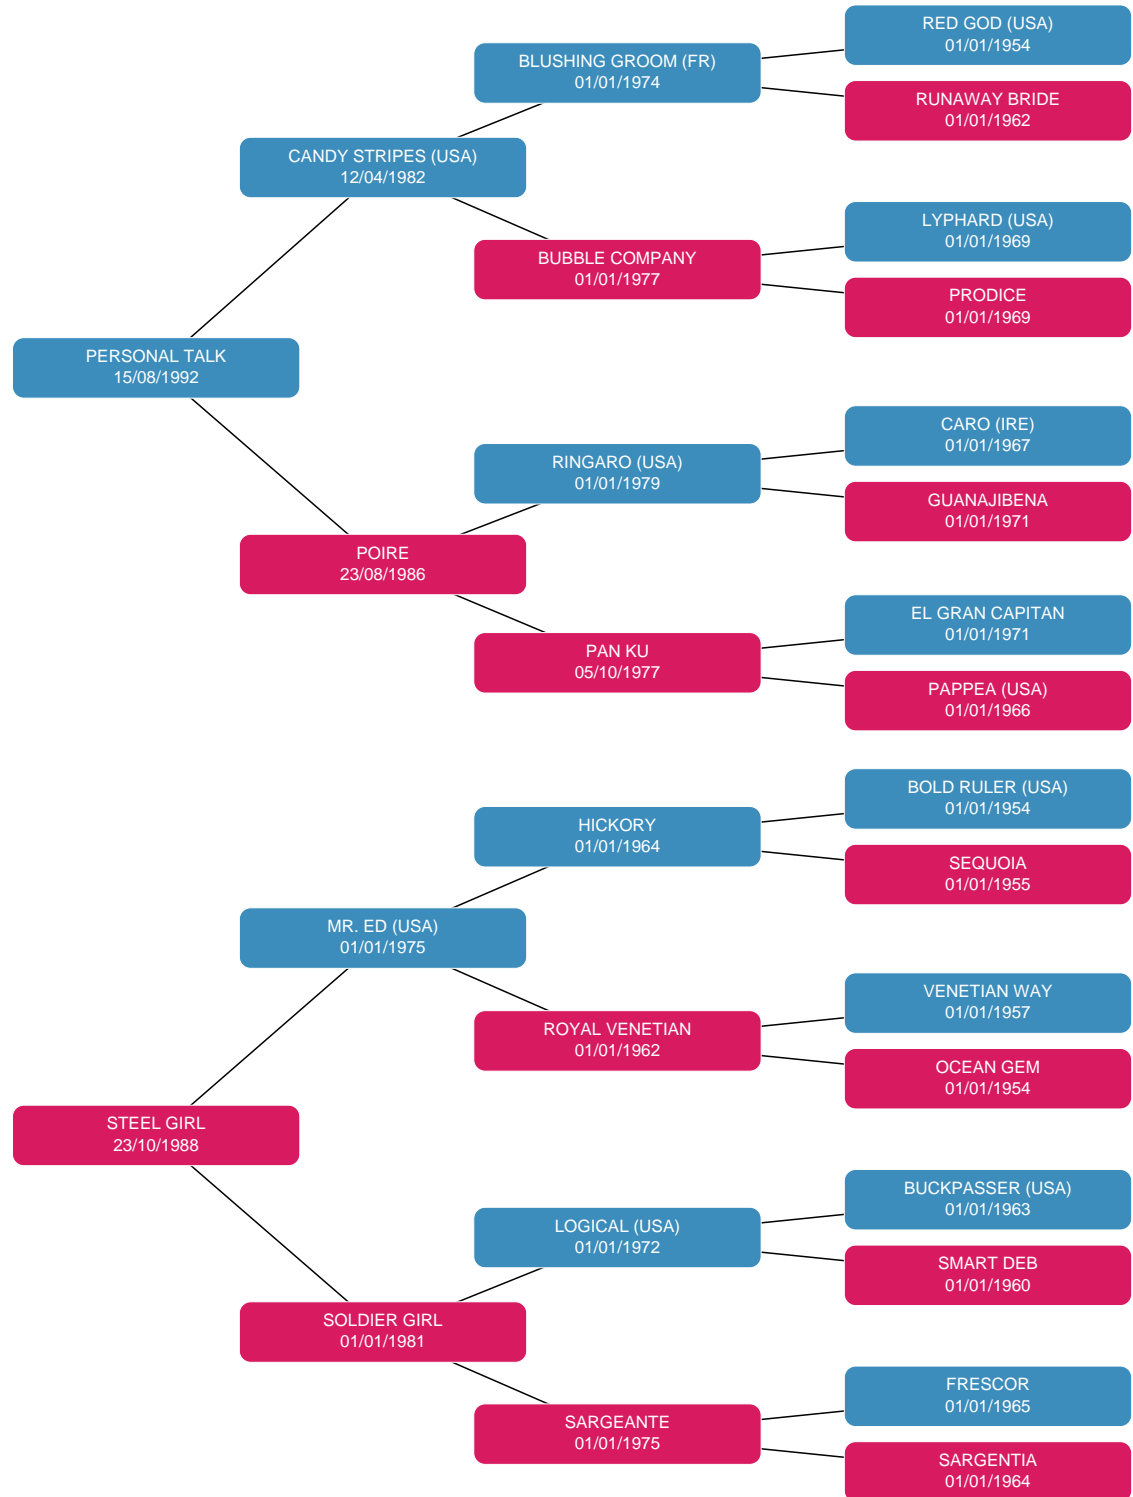 RED GOD (USA)
01/01/1954
BLUSHING GROOM (FR)
01/01/1974
RUNAWAY BRIDE
01/01/1962
CANDY STRIPES (USA)
12/04/1982
LYPHARD (USA)
01/01/1969
BUBBLE COMPANY
01/01/1977
PRODICE
01/01/1969
PERSONAL TALK
15/08/1992
CARO (IRE)
01/01/1967
RINGARO (USA)
01/01/1979
GUANAJIBENA
01/01/1971
POIRE
23/08/1986
EL GRAN CAPITAN
01/01/1971
PAN KU
05/10/1977
PAPPEA (USA)
01/01/1966
BOLD RULER (USA)
01/01/1954
HICKORY
01/01/1964
SEQUOIA
01/01/1955
MR. ED (USA)
01/01/1975
VENETIAN WAY
01/01/1957
ROYAL VENETIAN
01/01/1962
OCEAN GEM
01/01/1954
STEEL GIRL
23/10/1988
BUCKPASSER (USA)
01/01/1963
LOGICAL (USA)
01/01/1972
SMART DEB
01/01/1960
SOLDIER GIRL
01/01/1981
FRESCOR
01/01/1965
SARGEANTE
01/01/1975
SARGENTIA
01/01/1964